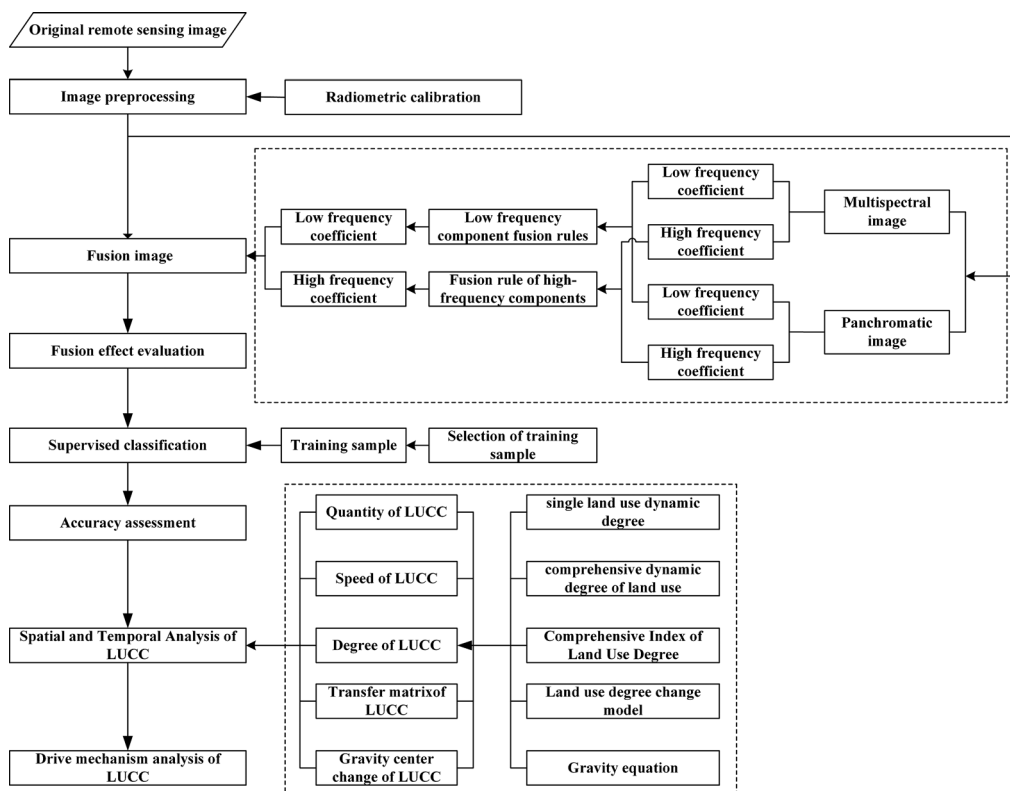 Original remote sensing image
Image preprocessing
Radiometric calibration
Low frequency
coefficient
Multispectral
image
Low frequency
coefficient
Low frequency
component fusion rules
High frequency
coefficient
Fusion image
High frequency
coefficient
Fusion rule of high-
frequency components
Low frequency
coefficient
Panchromatic
image
Fusion effect evaluation
High frequency
coefficient
Supervised classification
Training sample
Selection of training
sample
Accuracy assessment
Quantity of LUCC
single land use dynamic
degree
Speed of LUCC
comprehensive dynamic
degree of land use
Spatial and Temporal Analysis of
LUCC
Degree of LUCC
Comprehensive Index of
Land Use Degree
Transfer matrixof
LUCC
Land use degree change
model
Drive mechanism analysis of
LUCC
Gravity center
change of LUCC
Gravity equation